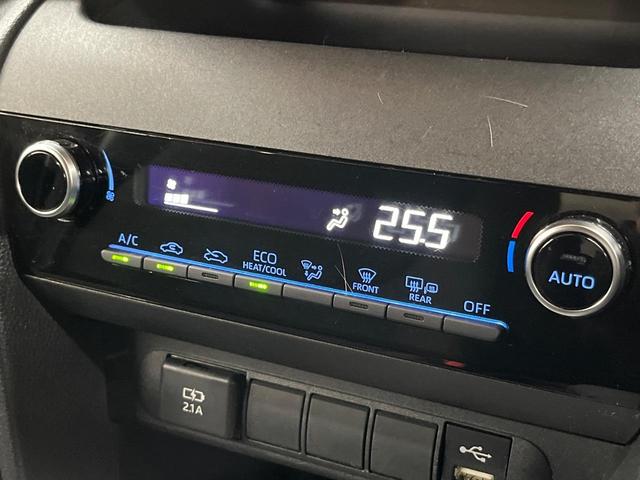 25.5
A/C
ECO
HEAT/COOL
FRONT
REAR
OFF
AUTO
2.1A